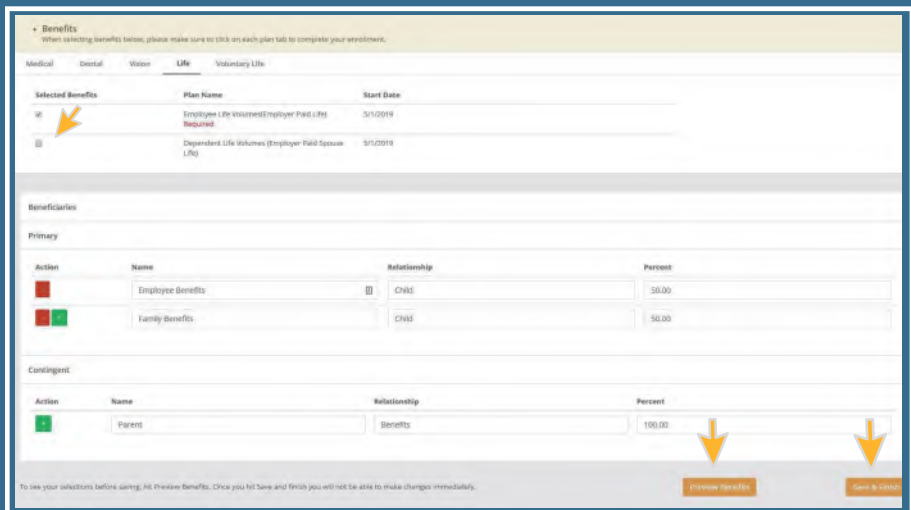 Benefits
When selecting benefits below, please make sure to click on each plan tab to complete your enrollment.
Medical Dental Vision Life Voluntary Life
Selected Benefits Plan Name Start Date
Employee Life Volumes(Employer Paid Life) 5/1/2019
Required
Dependent Life Volumes (Employer Paid Spouse 5/1/2019
Life)
Beneficiaries
Primary
Action Name Relationship Percent
- Employee Benefits Child 50.00
- + Family Benefits Child 50.00
Contingent
Action Name Relationship Percent
+ Parent Benefits 100.00
To see your selections before saving, hit Preview Benefits. Once you hit Save and finish you will not be able to make changes immediately. Preview Benefits Save & Finish